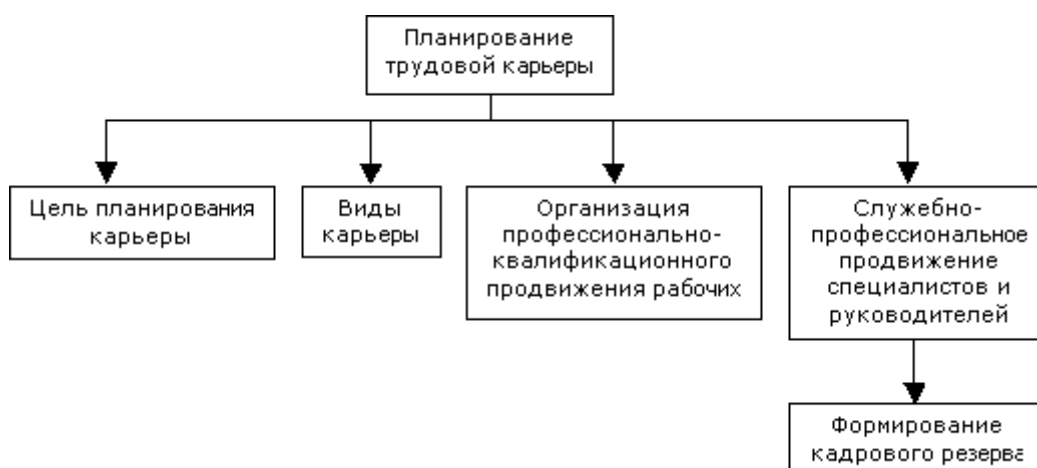 Планирование
трудовой карьеры
Цель планирования
карьеры
Виды
карьеры
Организация
профессионально-
квалификационного
продвижения рабочих
Служебно-
профессиональное
продвижение
специалистов и
руководителей
Формирование
кадрового резерва